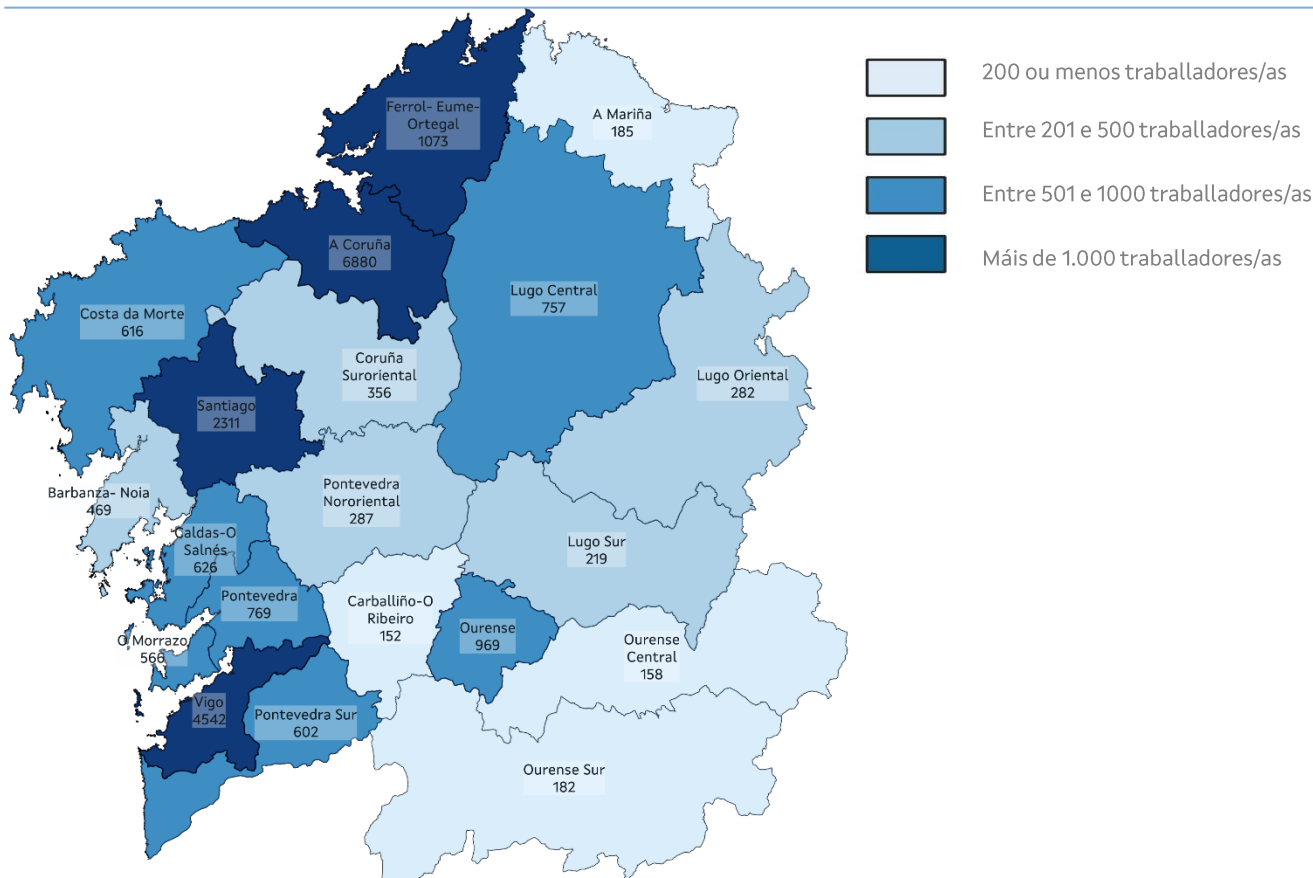 Ferrol- Eume-
Ortegal
1073
A Mariña
185
A Coruña
6880
Lugo Central
757
Costa da Morte
616
Coruña
Suroriental
356
Lugo Oriental
282
Santiago
2311
Barbanza- Noia
469
Pontevedra
Nororiental
287
Caldas-O
Salnés
626
Lugo Sur
219
Pontevedra
769
Carballiño-O
Ribeiro
152
Ourense
969
O Morrazo
566
Ourense
Central
158
Vigo
4542
Pontevedra Sur
602
Ourense Sur
182
200 ou menos traballadores/as
Entre 201 e 500 traballadores/as
Entre 501 e 1000 traballadores/as
Máis de 1.000 traballadores/as